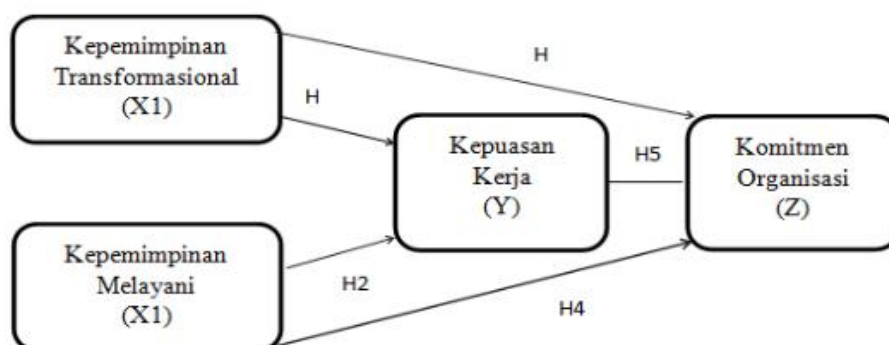 Kepemimpinan
Transformasional
(X1)
H
H
Kepuasan
Kerja
(Y)
H5
Komitmen
Organisasi
(Z)
Kepemimpinan
Melayani
(X1)
H2
H4